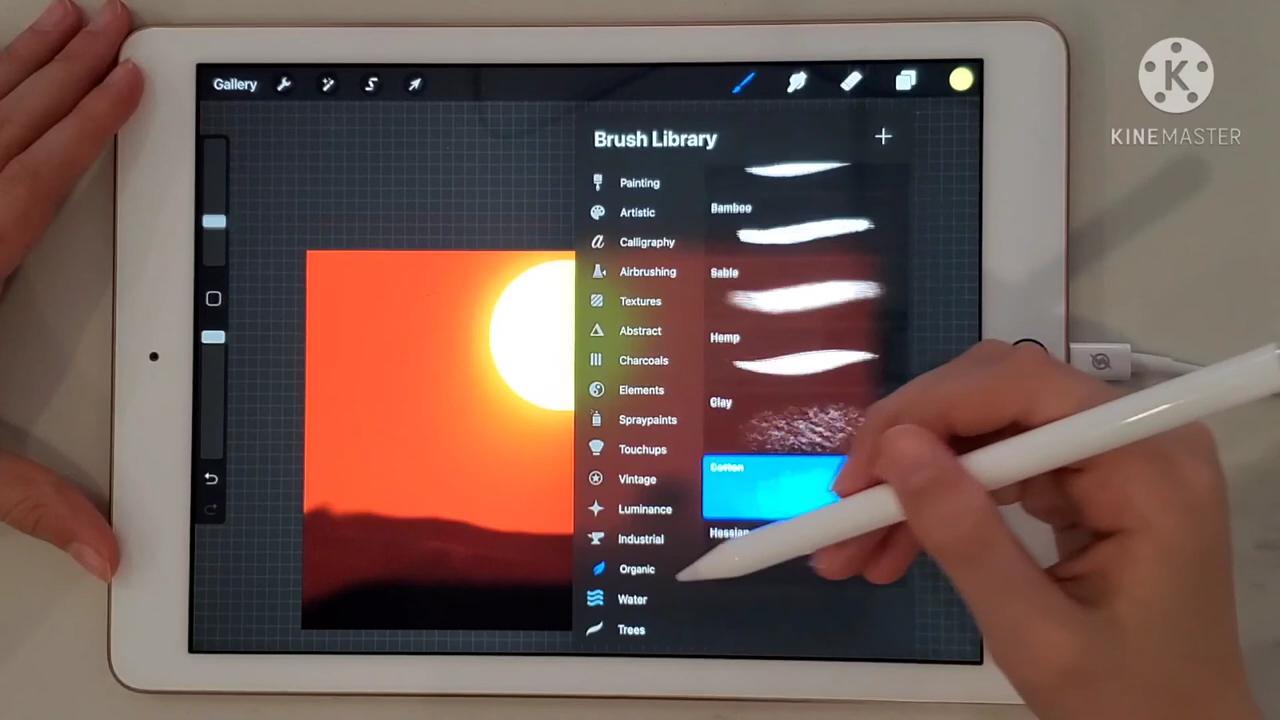 Gallery
Brush Library
Painting
Artistic
Calligraphy
Airbrushing
Textures
Abstract
Charcoals
Elements
Spraypaints
Touchups
Vintage
Luminance
Industrial
Organic
Water
Trees
Bamboo
Sable
Hemp
Clay
Cotton
Hessian
K
KINEMASTER